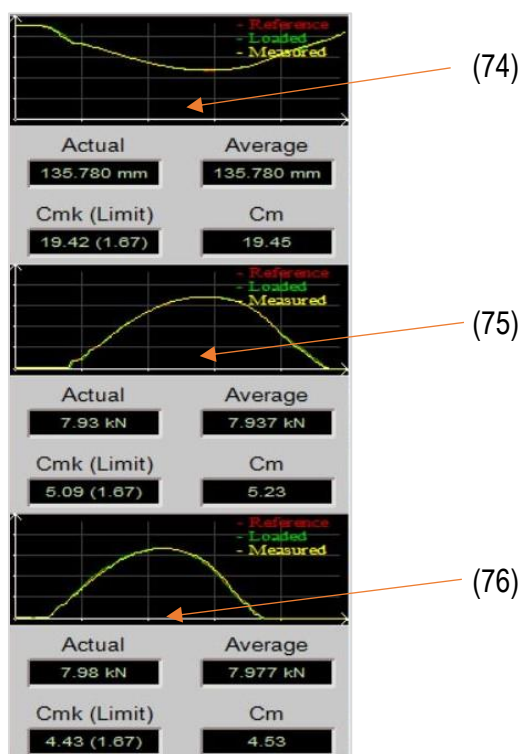 - Reference
- Loaded
- Measured
(74)
Actual Average
135.780 mm 135.780 mm
Cmk (Limit) Cm
19.42 (1.67) 19.45
- Reference
- Loaded
- Measured
(75)
Actual Average
7.93 kN 7.937 kN
Cmk (Limit) Cm
5.09 (1.67) 5.23
- Reference
- Loaded
- Measured
(76)
Actual Average
7.98 kN 7.977 kN
Cmk (Limit) Cm
4.43 (1.67) 4.53